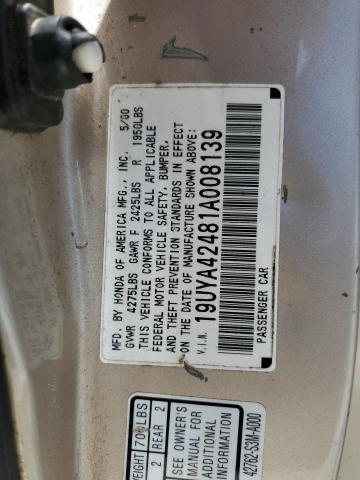 MFD. BY HONDA OF AMERICA MFG., INC. 5/00
GVWR 4275LBS GAWR F 2425LBS R 1950LBS
THIS VEHICLE CONFORMS TO ALL APPLICABLE
FEDERAL MOTOR VEHICLE SAFETY, BUMPER,
AND THEFT PREVENTION STANDARDS IN EFFECT
ON THE DATE OF MANUFACTURE SHOWN ABOVE:
V.I.N. 19UYA42481A008139
PASSENGER CAR
WEIGHT 700LBS
2 REAR 2
SEE OWNER'S
MANUAL FOR
ADDITIONAL
INFORMATION
42762-S3M-A000